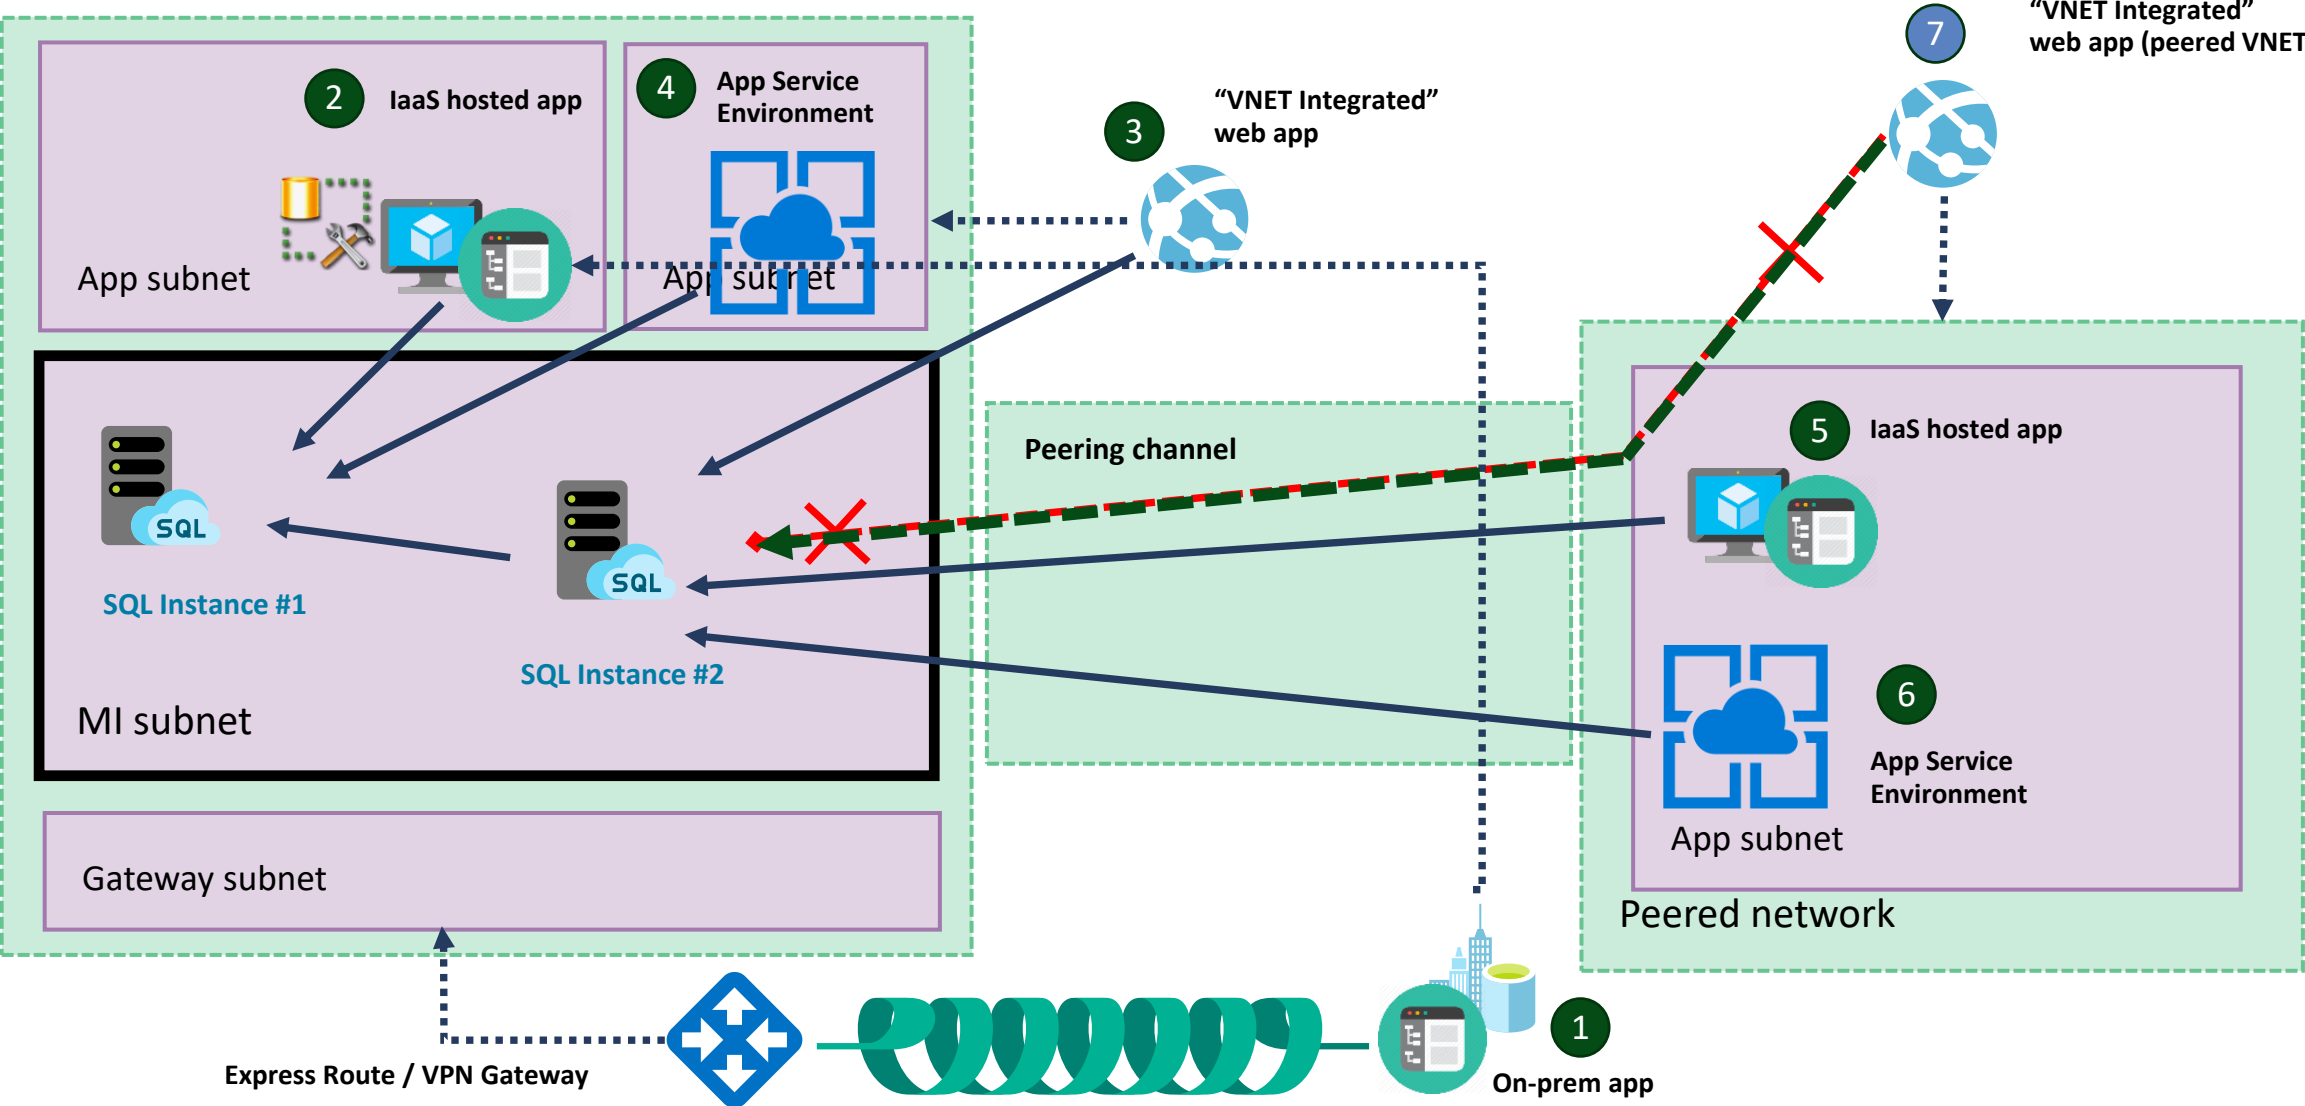 “VNET Integrated”
web app (peered VNET
7
2
IaaS hosted app
4
App Service
Environment
3
“VNET Integrated”
web app
App subnet
App subnet
Peering channel
5
IaaS hosted app
SQL
SQL
SQL Instance #1
SQL Instance #2
MI subnet
6
App Service
Environment
App subnet
Gateway subnet
Peered network
Express Route / VPN Gateway
1
On-prem app